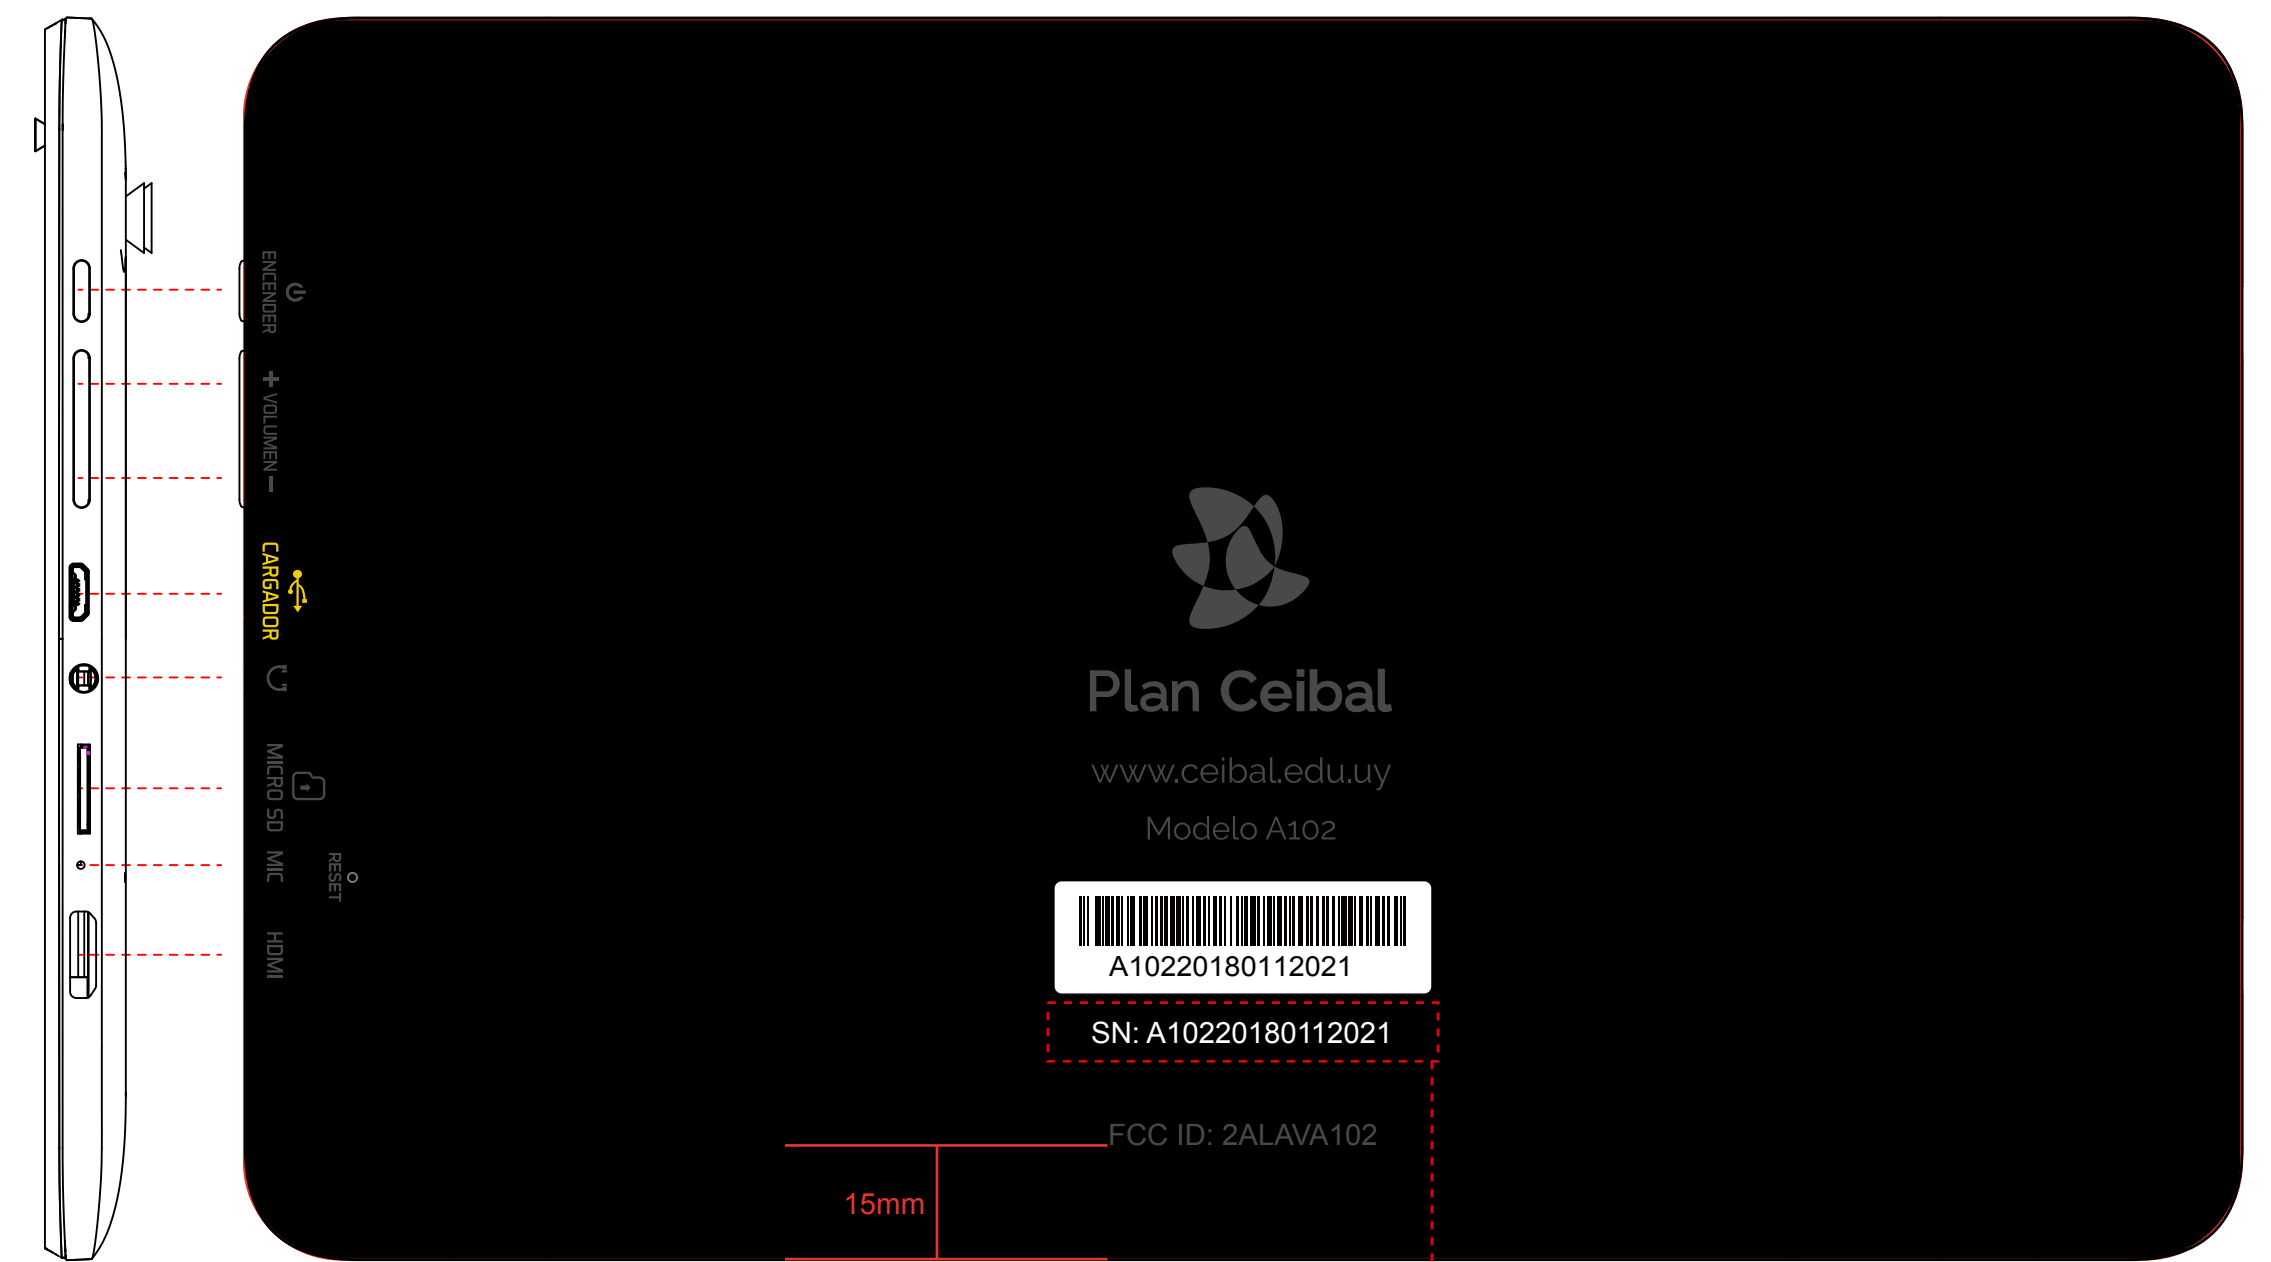 ENCENDER
+ VOLUMEN −
CARGADOR
MICRO SD
MIC
RESET
HDMI
Plan Ceibal
www.ceibal.edu.uy
Modelo A102
A10220180112021
SN: A10220180112021
FCC ID: 2ALAVA102
15mm